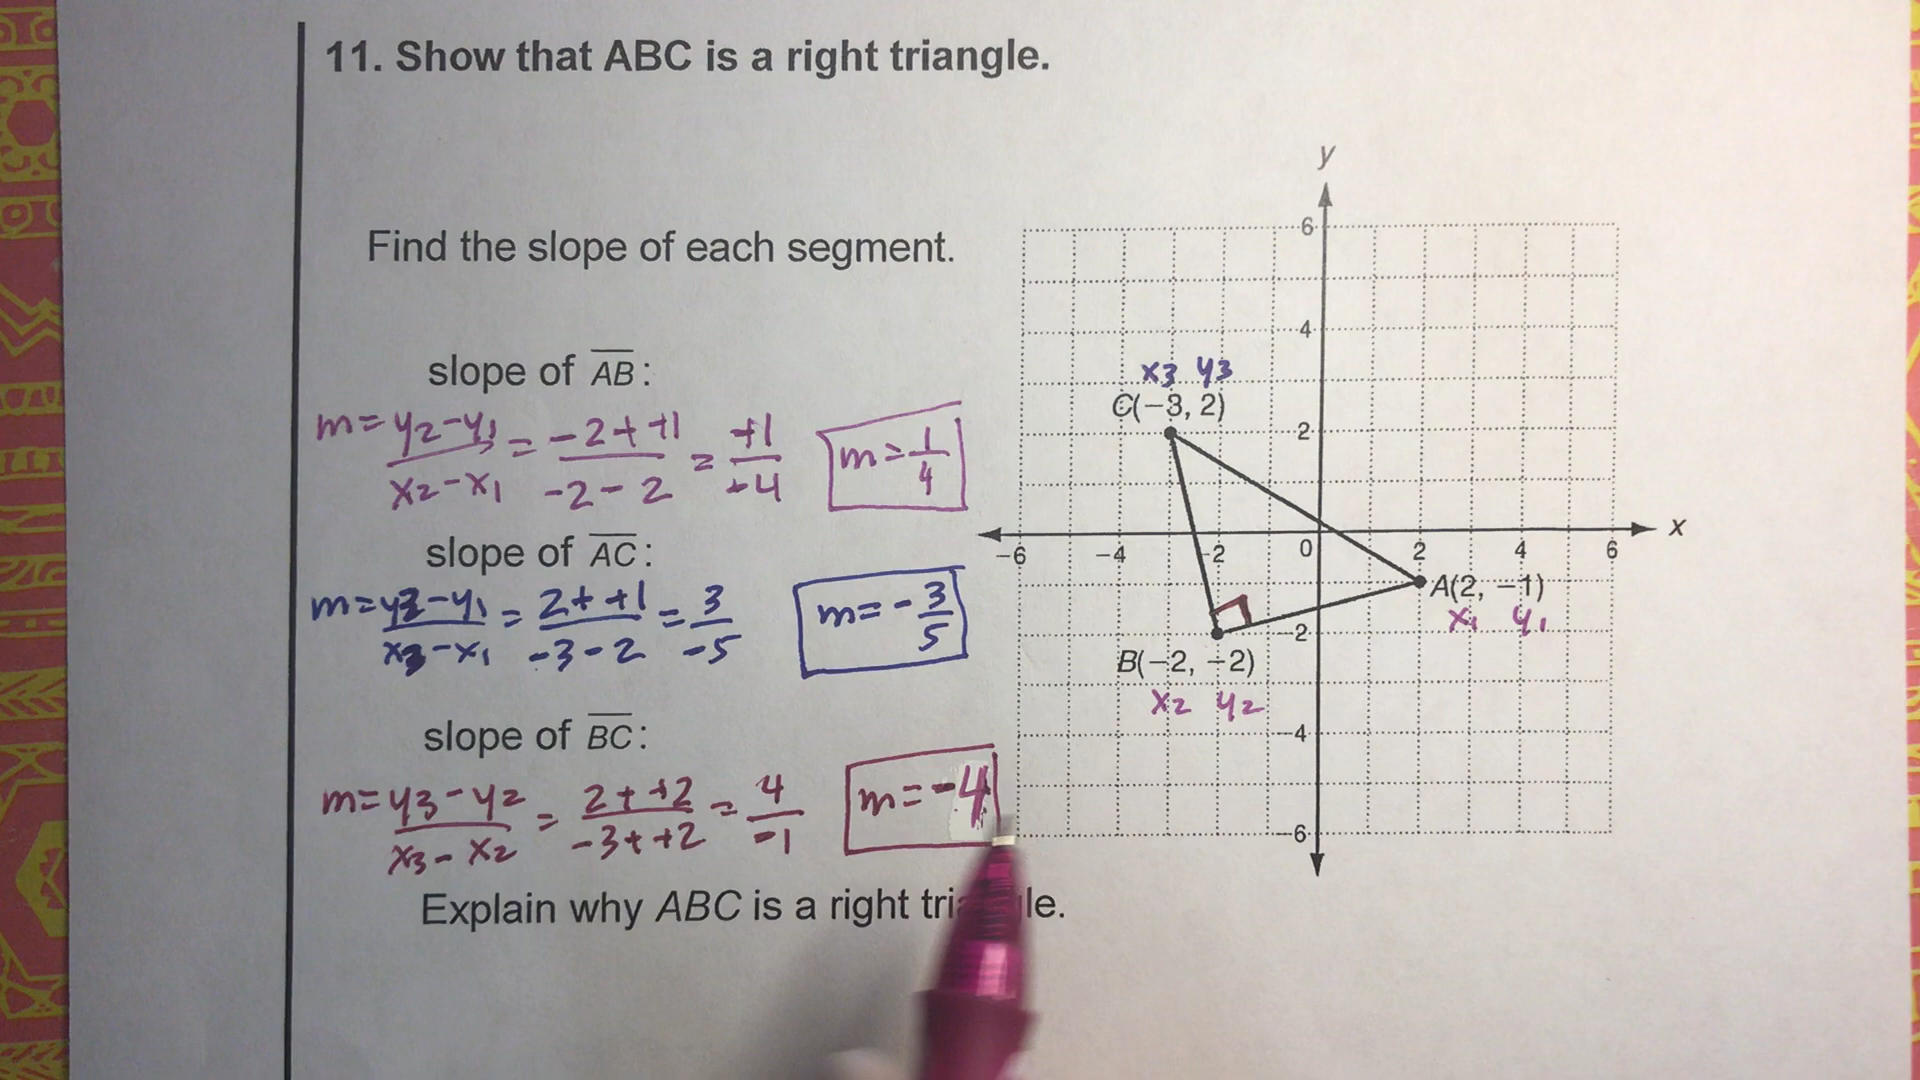 11. Show that ABC is a right triangle.
Find the slope of each segment.
slope of AB:
m = y2-y1 / x2-x1 = -2++1 / -2-2 = +1 / -4
m = 1/4
slope of AC:
m = y3-y1 / x3-x1 = 2++1 / -3-2 = 3 / -5
m = -3/5
slope of BC:
m = y3-y2 / x3-x2 = 2++2 / -3++2 = 4 / -1
m = -4
Explain why ABC is a right
y
6
4
x3 y3
C(−3, 2)
2
x
−6 −4 −2 0 2 4 6
A(2, −1)
x1 y1
−2
B(−2, −2)
x2 y2
−4
−6